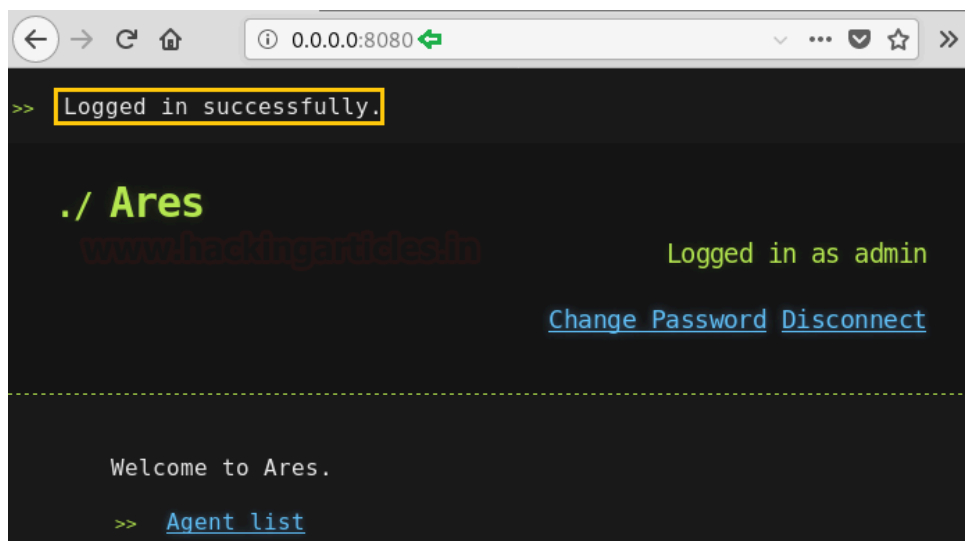 0.0.0.0:8080
>> Logged in successfully.
./ Ares
www.hackingarticles.in
Logged in as admin
Change Password Disconnect
Welcome to Ares.
>> Agent list